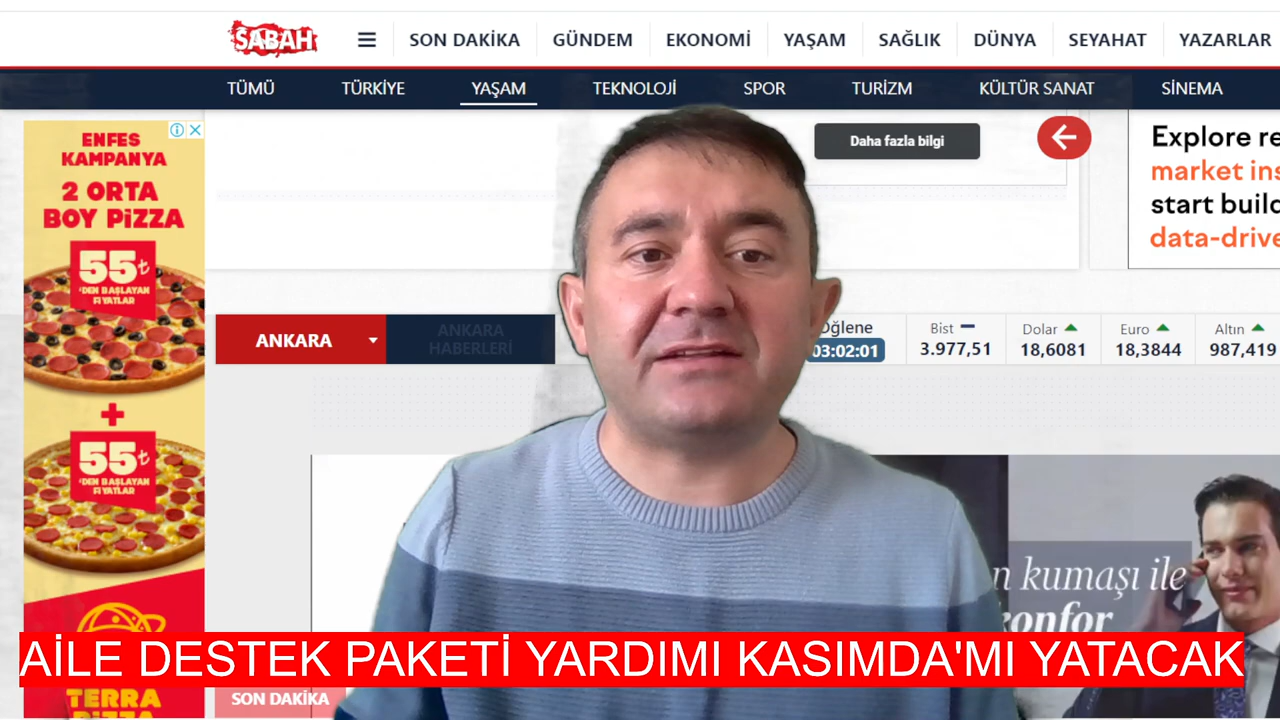 SABAH
SON DAKİKA GÜNDEM EKONOMİ YAŞAM SAĞLIK DÜNYA SEYAHAT YAZARLAR
TÜMÜ TÜRKİYE YAŞAM TEKNOLOJİ SPOR TURİZM KÜLTÜR SANAT SİNEMA
ENFES
KAMPANYA
2 ORTA
BOY PiZZA
55₺
'DEN BAŞLAYAN
FİYATLAR
+
55₺
'DEN BAŞLAYAN
FİYATLAR
TERRA
PiZZA
Daha fazla bilgi
Explore re
market ins
start build
data-drive
ANKARA
ANKARA
HABERLERİ
Öğlene
03:02:01
Bist
3.977,51
Dolar
18,6081
Euro
18,3844
Altın
987,419
n kumaşı ile
konfor
AİLE DESTEK PAKETİ YARDIMI KASIMDA'MI YATACAK
SON DAKİKA